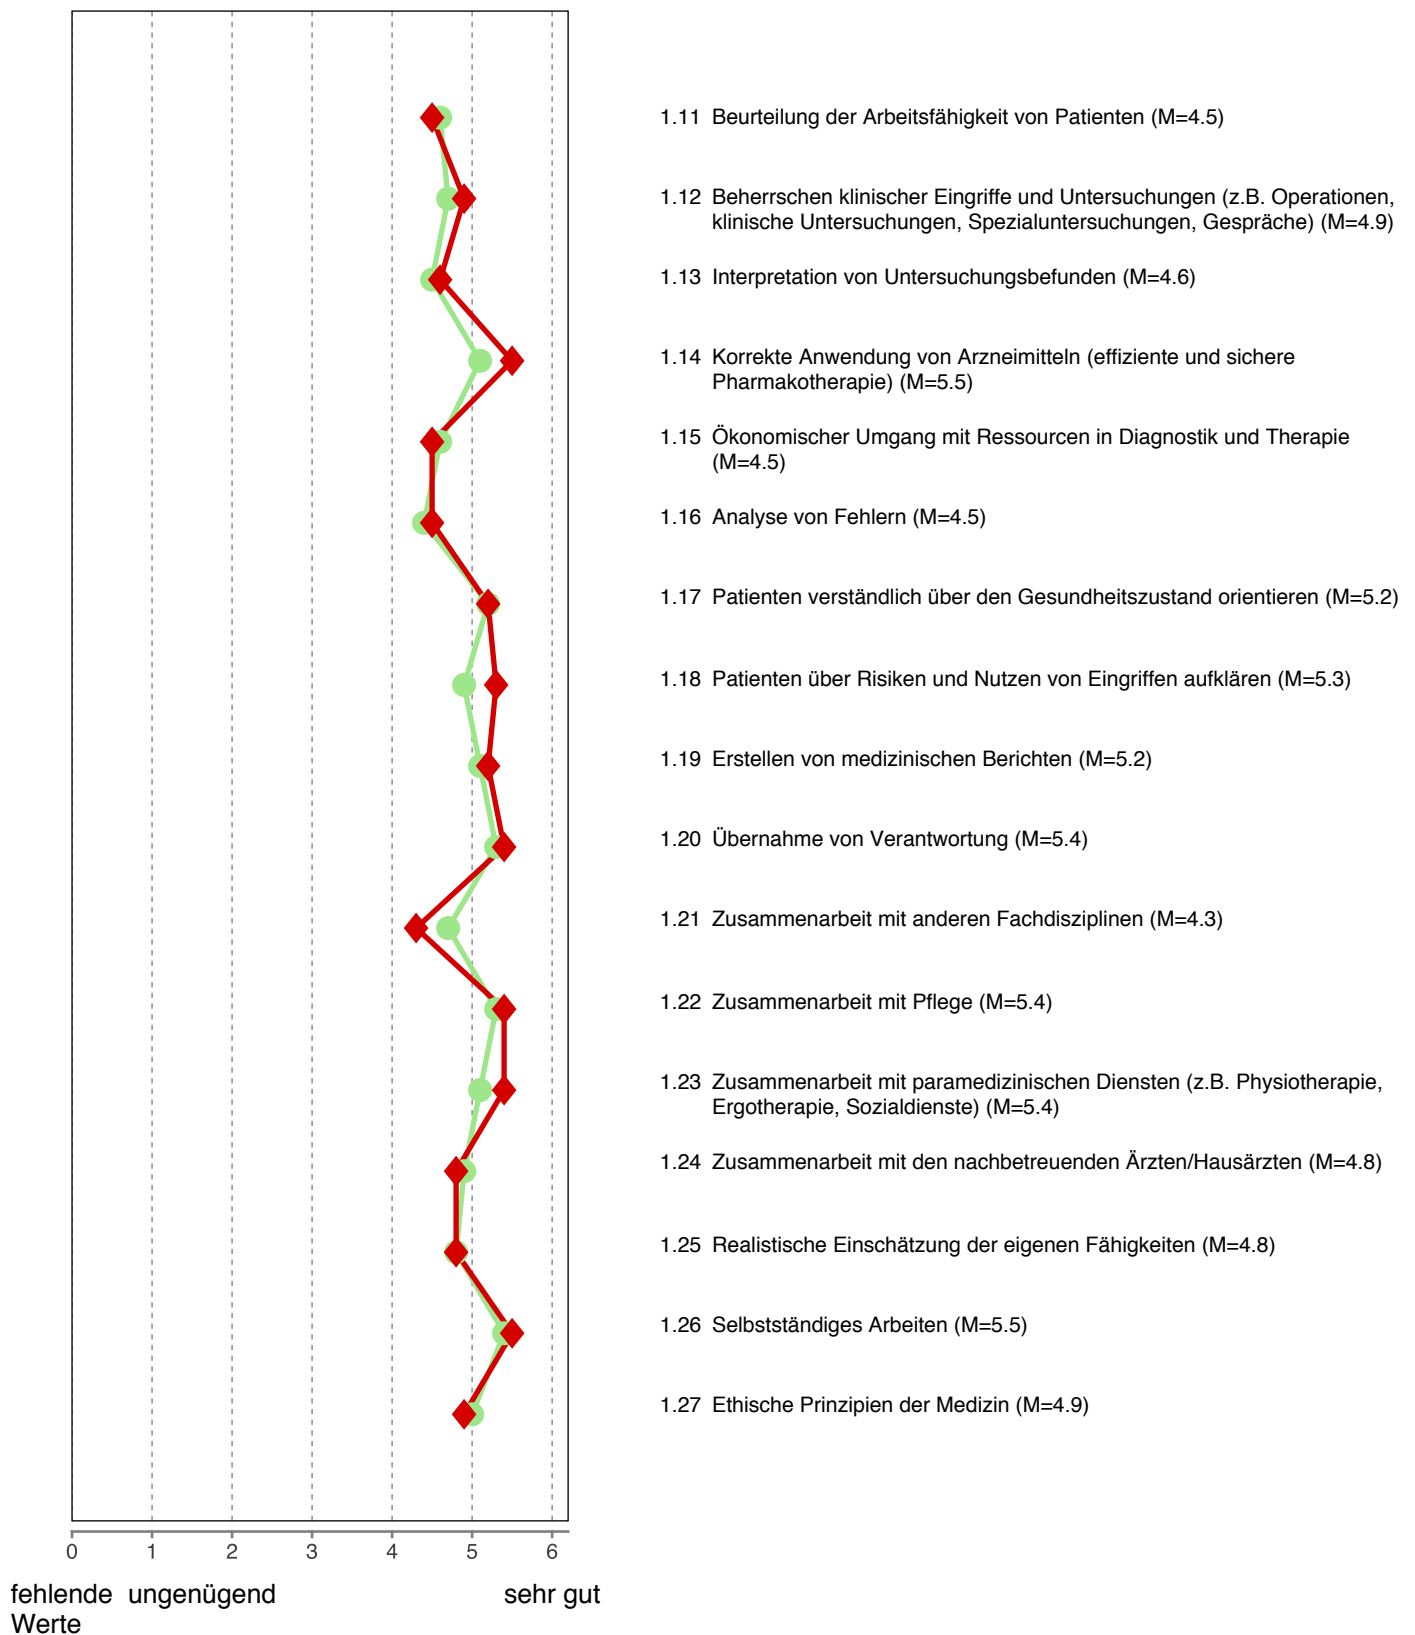 1.11 Beurteilung der Arbeitsfähigkeit von Patienten (M=4.5)
1.12 Beherrschen klinischer Eingriffe und Untersuchungen (z.B. Operationen,
klinische Untersuchungen, Spezialuntersuchungen, Gespräche) (M=4.9)
1.13 Interpretation von Untersuchungsbefunden (M=4.6)
1.14 Korrekte Anwendung von Arzneimitteln (effiziente und sichere
Pharmakotherapie) (M=5.5)
1.15 Ökonomischer Umgang mit Ressourcen in Diagnostik und Therapie
(M=4.5)
1.16 Analyse von Fehlern (M=4.5)
1.17 Patienten verständlich über den Gesundheitszustand orientieren (M=5.2)
1.18 Patienten über Risiken und Nutzen von Eingriffen aufklären (M=5.3)
1.19 Erstellen von medizinischen Berichten (M=5.2)
1.20 Übernahme von Verantwortung (M=5.4)
1.21 Zusammenarbeit mit anderen Fachdisziplinen (M=4.3)
1.22 Zusammenarbeit mit Pflege (M=5.4)
1.23 Zusammenarbeit mit paramedizinischen Diensten (z.B. Physiotherapie,
Ergotherapie, Sozialdienste) (M=5.4)
1.24 Zusammenarbeit mit den nachbetreuenden Ärzten/Hausärzten (M=4.8)
1.25 Realistische Einschätzung der eigenen Fähigkeiten (M=4.8)
1.26 Selbstständiges Arbeiten (M=5.5)
1.27 Ethische Prinzipien der Medizin (M=4.9)
0 1 2 3 4 5 6
fehlende ungenügend sehr gut
Werte